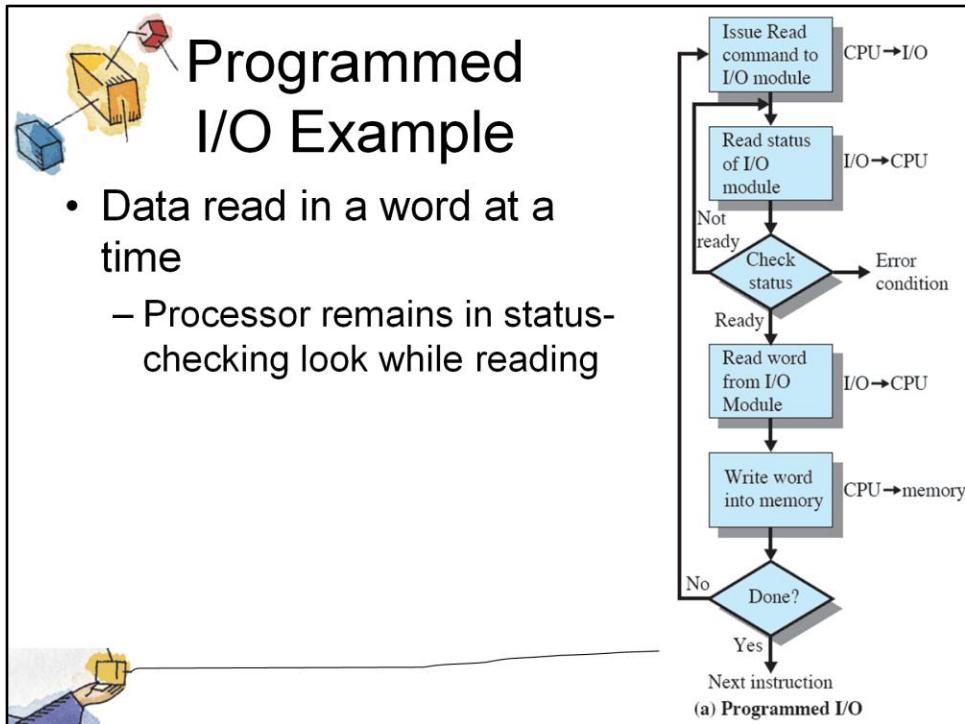 Programmed
I/O Example
• Data read in a word at a
time
– Processor remains in status-
checking look while reading
Issue Read
command to
I/O module
CPU→I/O
Read status
of I/O
module
I/O→CPU
Not
ready
Check
status
Error
condition
Ready
Read word
from I/O
Module
I/O→CPU
Write word
into memory
CPU→memory
No
Done?
Yes
Next instruction
(a) Programmed I/O